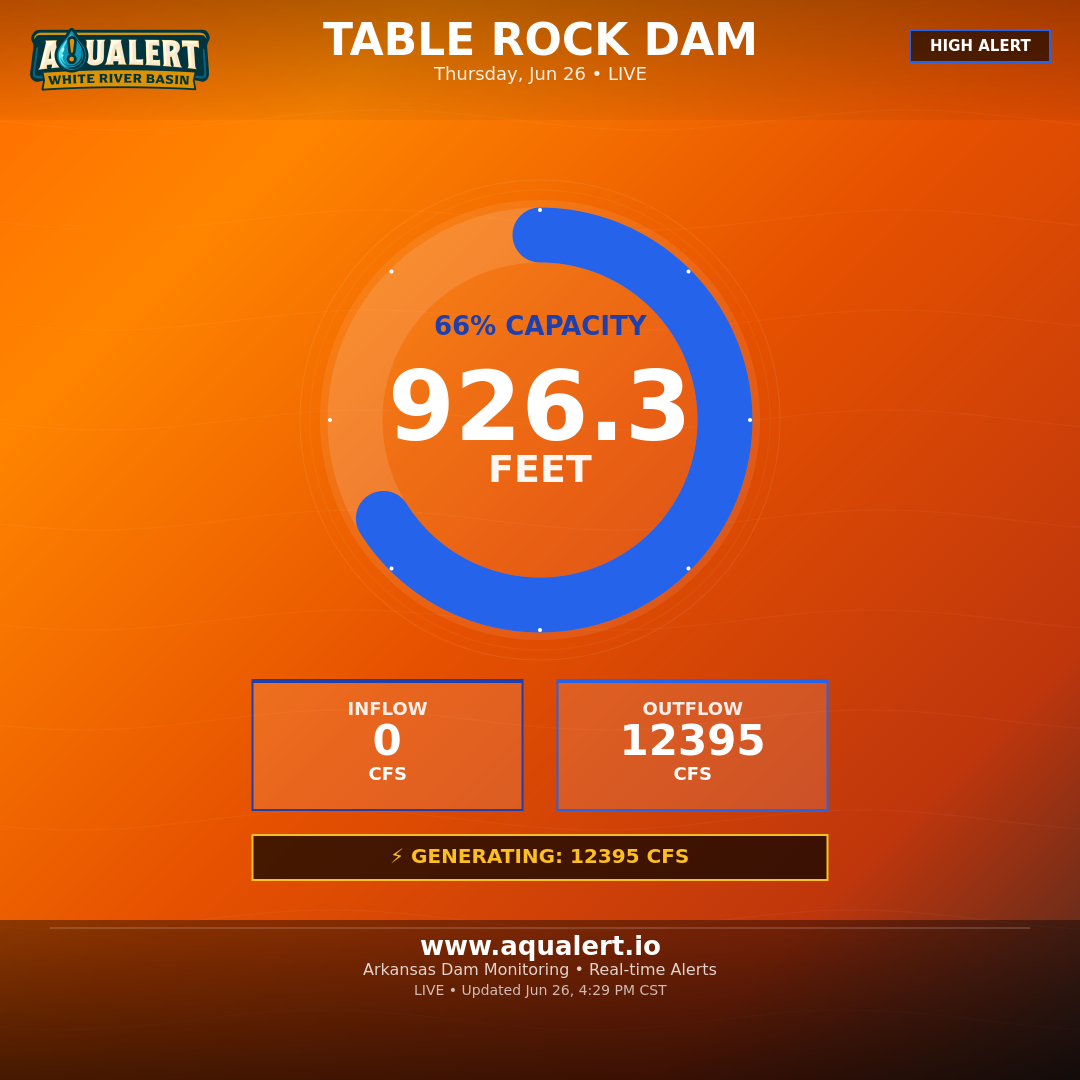 AQUALERT
WHITE RIVER BASIN
TABLE ROCK DAM
Thursday, Jun 26 • LIVE
HIGH ALERT
66% CAPACITY
926.3
FEET
INFLOW
0
CFS
OUTFLOW
12395
CFS
⚡ GENERATING: 12395 CFS
www.aqualert.io
Arkansas Dam Monitoring • Real-time Alerts
LIVE • Updated Jun 26, 4:29 PM CST